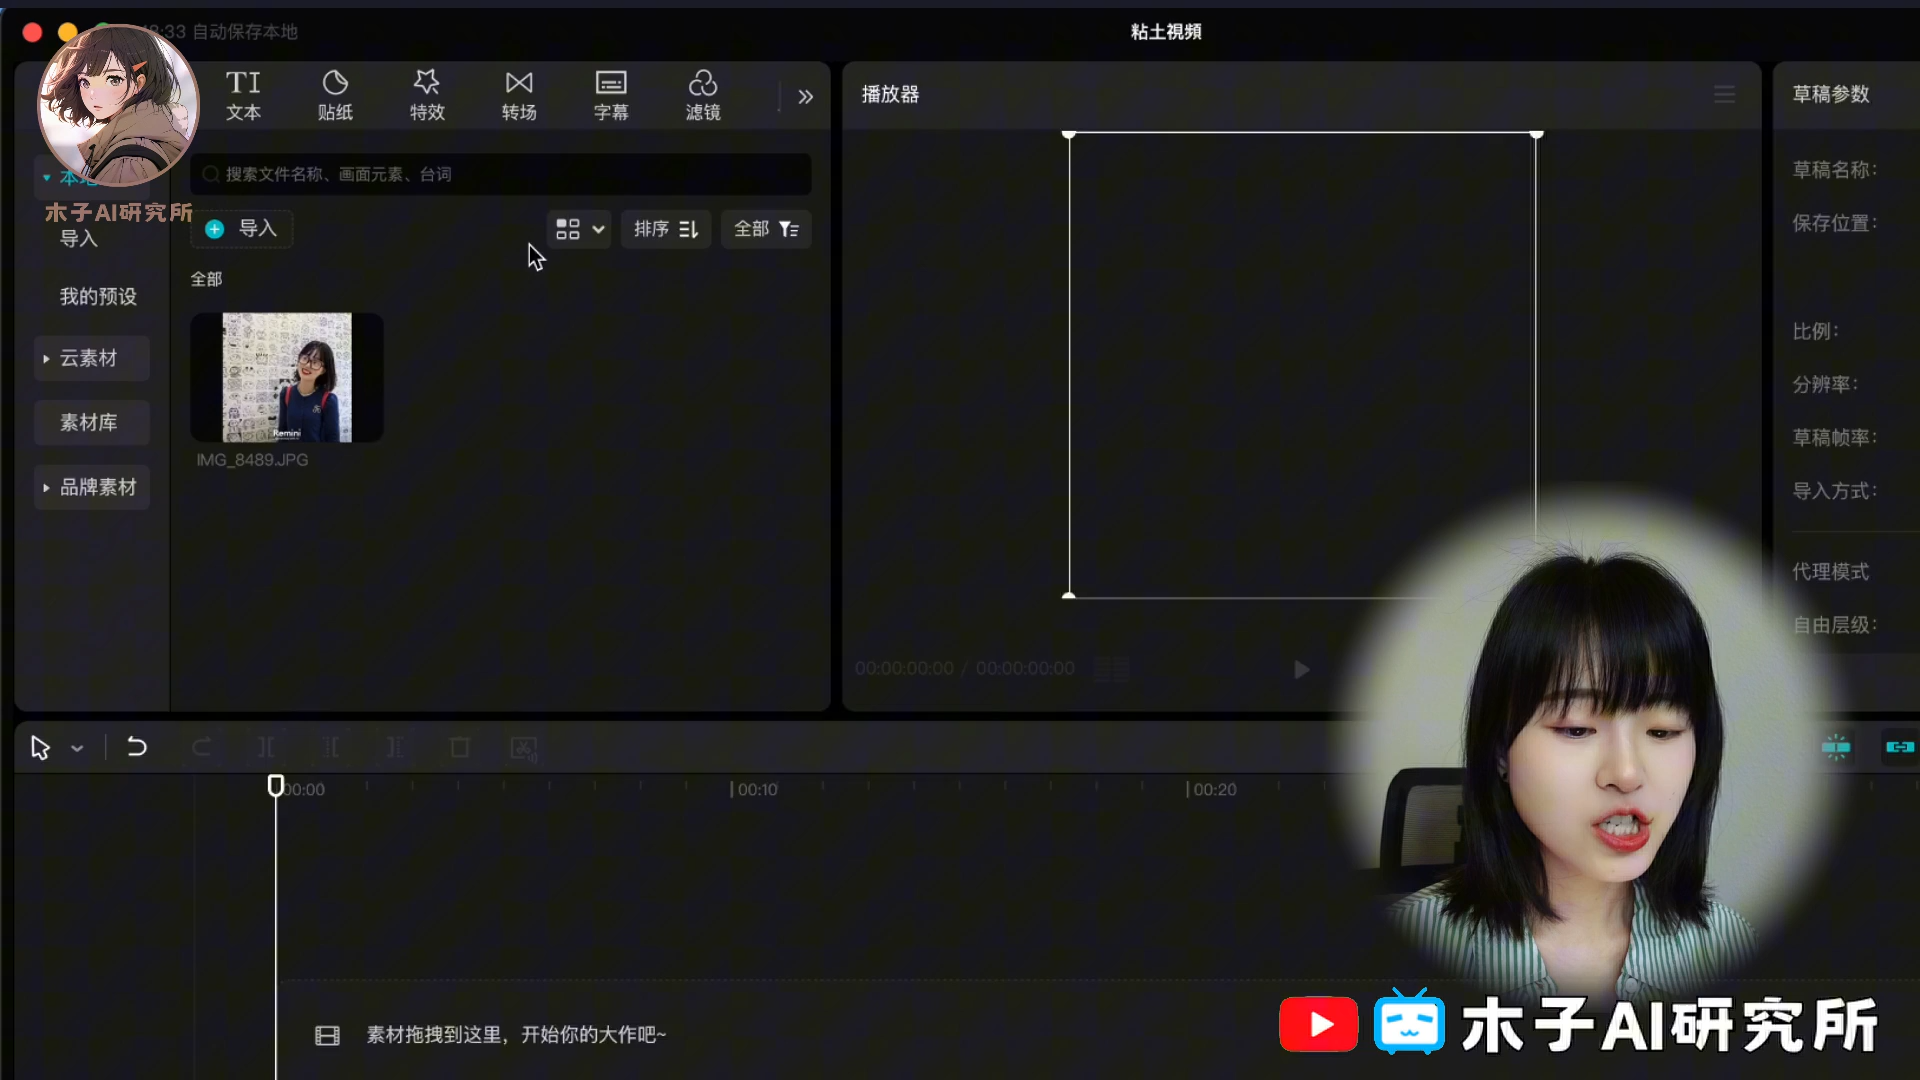 自动保存本地
粘土視頻
TI
文本
贴纸
特效
转场
字幕
滤镜
播放器
草稿参数
搜索文件名称、画面元素、台词
木子AI研究所
导入
导入
排序
全部
我的预设
云素材
素材库
品牌素材
全部
Remini
IMG_8489.JPG
草稿名称：
保存位置：
比例：
分辨率：
草稿帧率：
导入方式：
代理模式
自由层级：
00:00:00:00 / 00:00:00:00
00:00
00:10
00:20
素材拖拽到这里，开始你的大作吧~
木子AI研究所